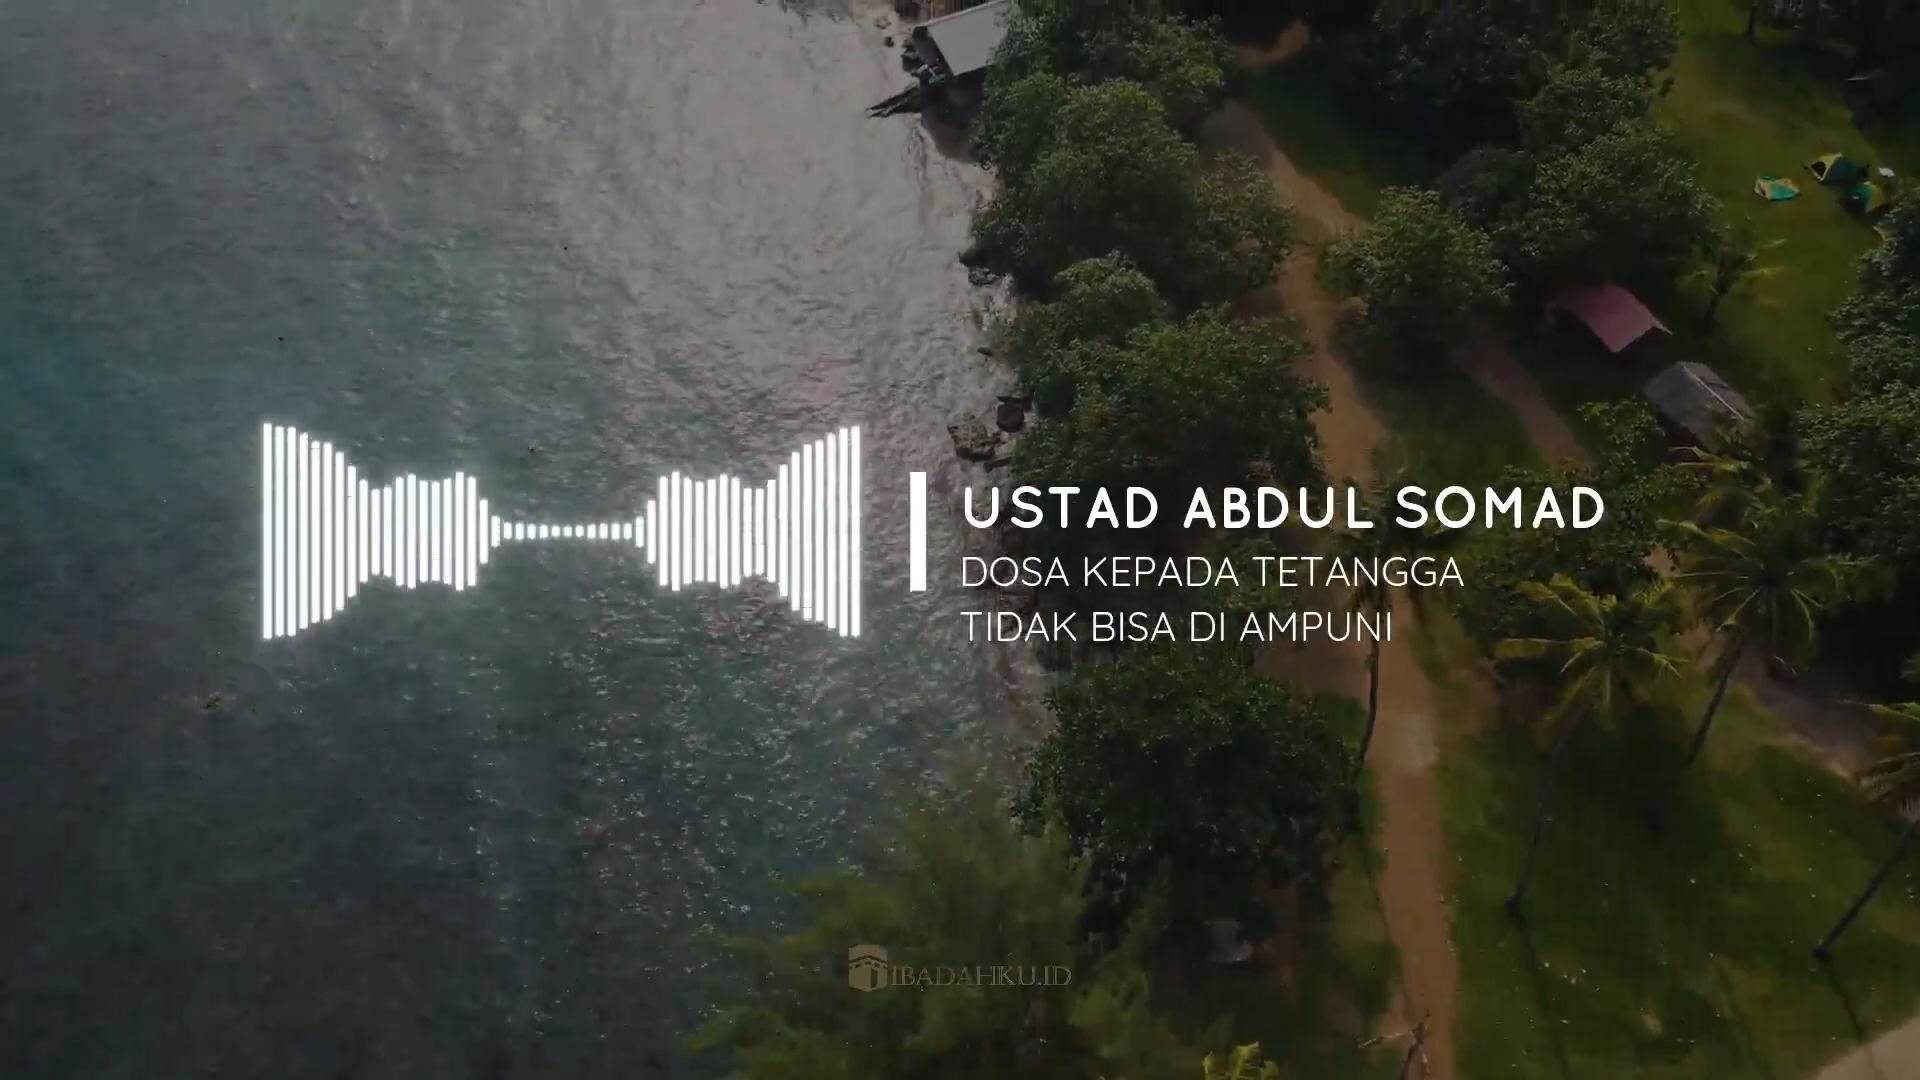 USTAD ABDUL SOMAD
DOSA KEPADA TETANGGA
TIDAK BISA DI AMPUNI
IBADAHKU.ID